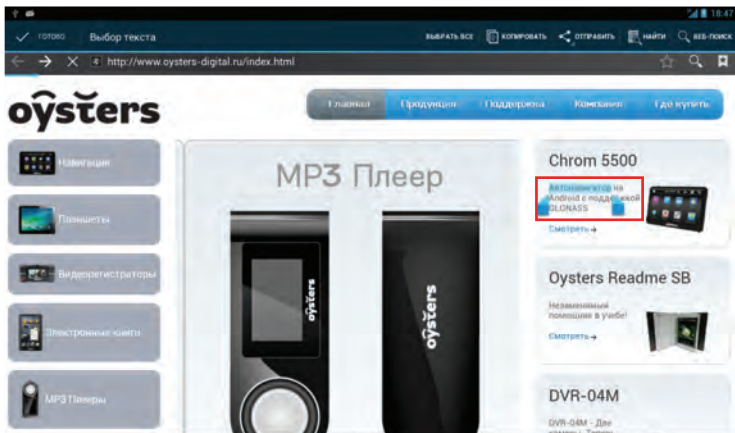 18:47
ГОТОВО Выбор текста ВЫБРАТЬ ВСЕ КОПИРОВАТЬ ОТПРАВИТЬ НАЙТИ ВЕБ-ПОИСК
http://www.oysters-digital.ru/index.html
oysters
Главная Продукция Поддержка Компания Где купить
Навигация
Планшеты
Видеорегистраторы
Электронные книги
MP3 Плееры
MP3 Плеер
oysters
oysters
Chrom 5500
Автонавигатор на
Android с поддержкой
GLONASS
Смотреть →
Oysters Readme SB
Незаменимый
помощник в учебе!
Смотреть →
DVR-04M
DVR-04M - Две